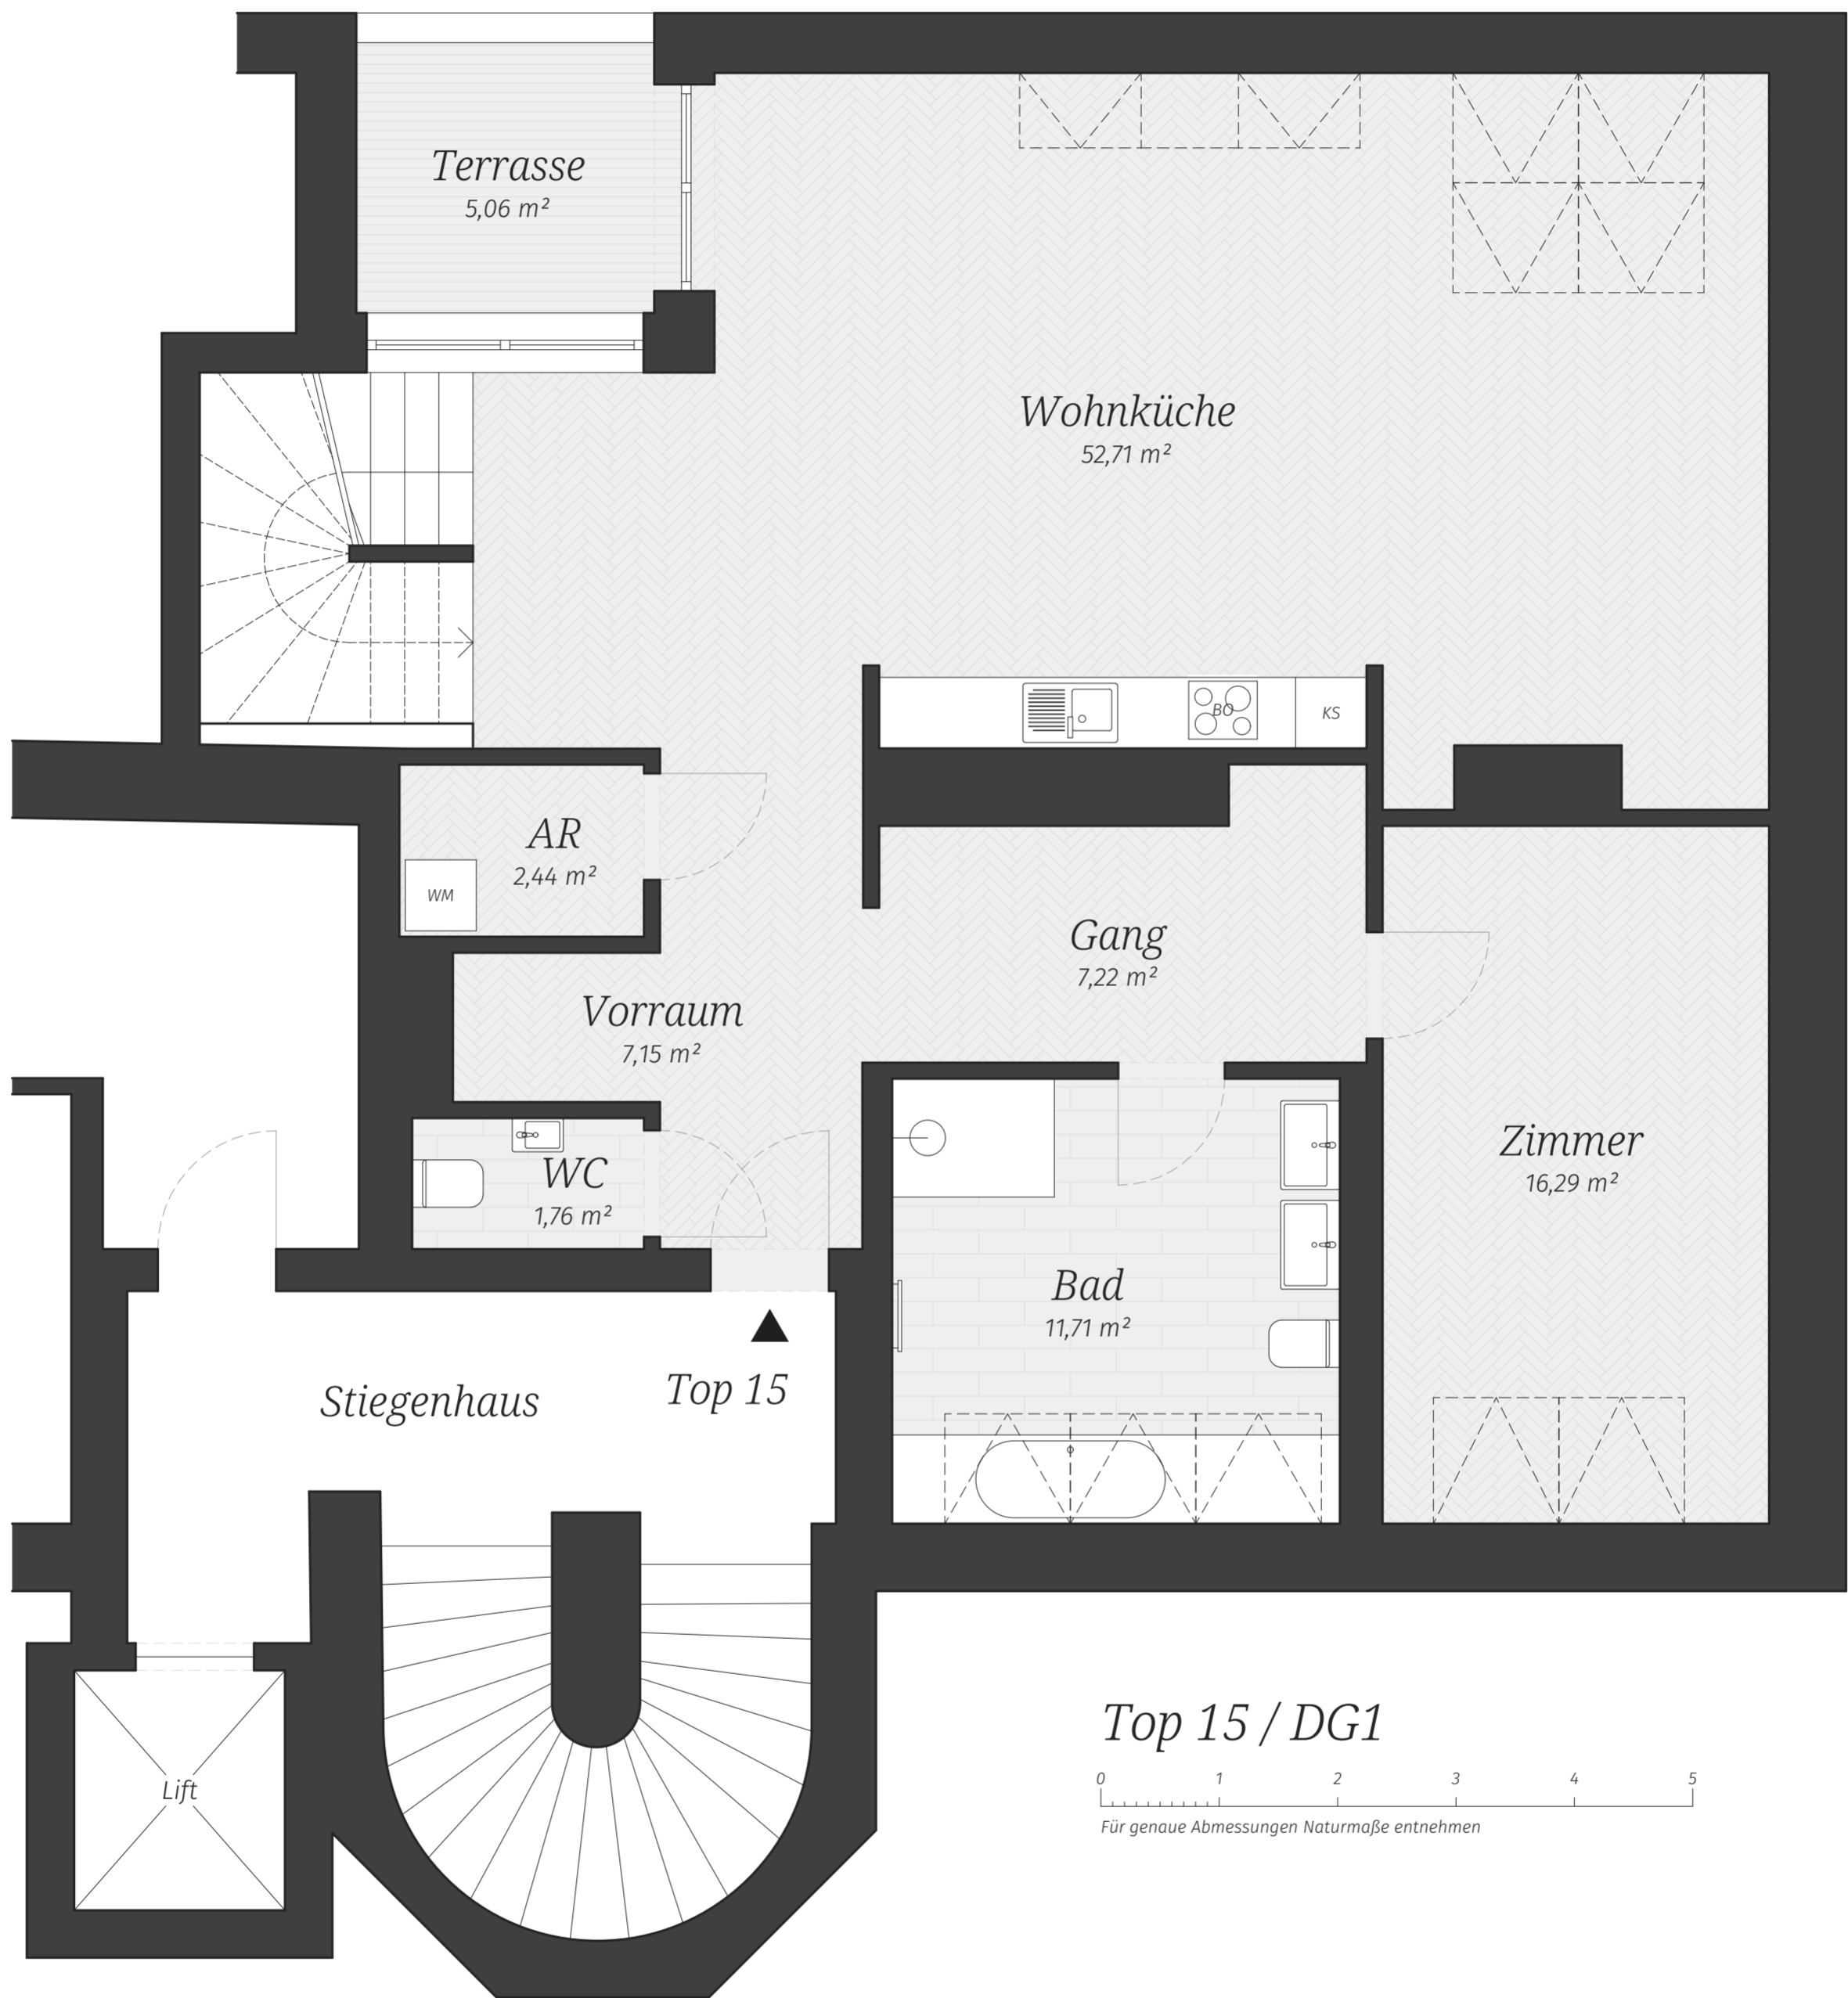 Terrasse
5,06 m²
Wohnküche
52,71 m²
BO
KS
AR
2,44 m²
WM
Gang
7,22 m²
Vorraum
7,15 m²
Zimmer
16,29 m²
WC
1,76 m²
Bad
11,71 m²
Stiegenhaus
Top 15
Top 15 / DG1
0 1 2 3 4 5
Für genaue Abmessungen Naturmaße entnehmen
Lift